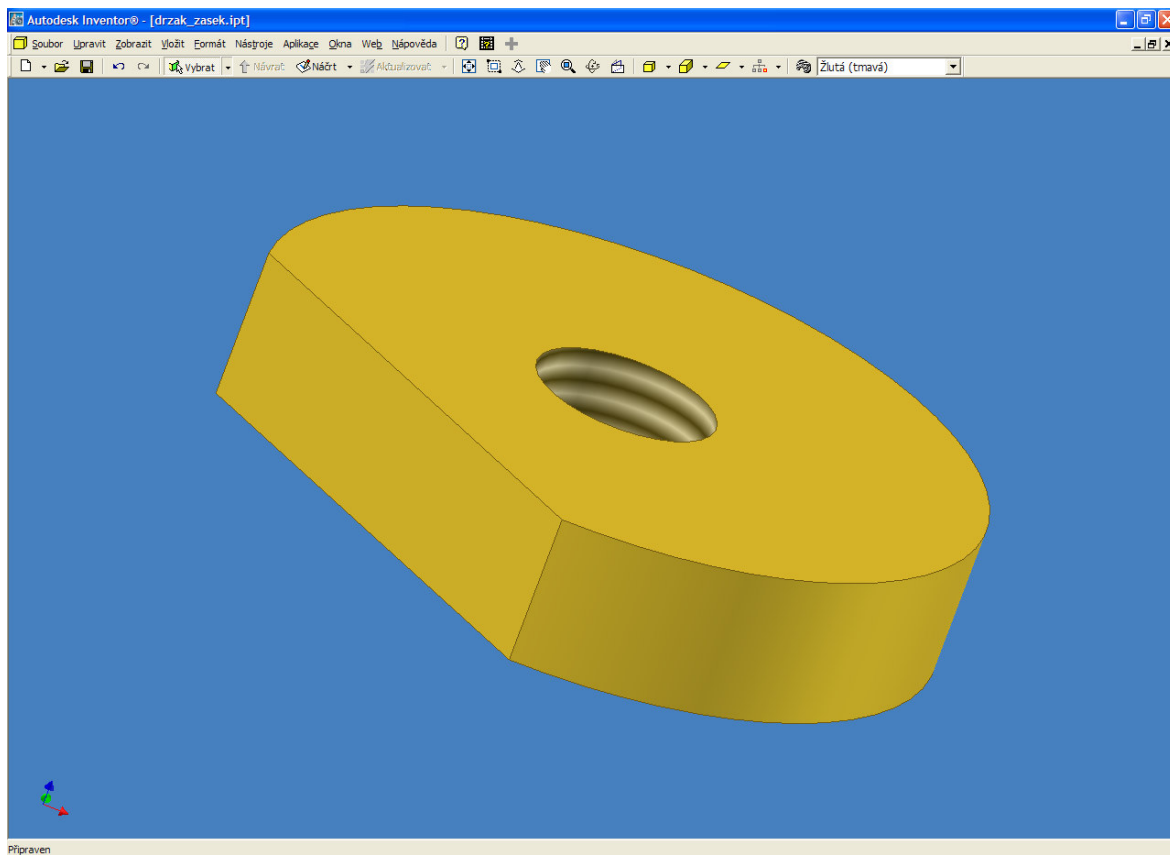 Autodesk Inventor® - [drzak_zasek.ipt]
Soubor Upravit Zobrazit Vložit Formát Nástroje Aplikace Okna Web Nápověda
Vybrat Návrat Náčrt Aktualizovat Žlutá (tmavá)
Připraven